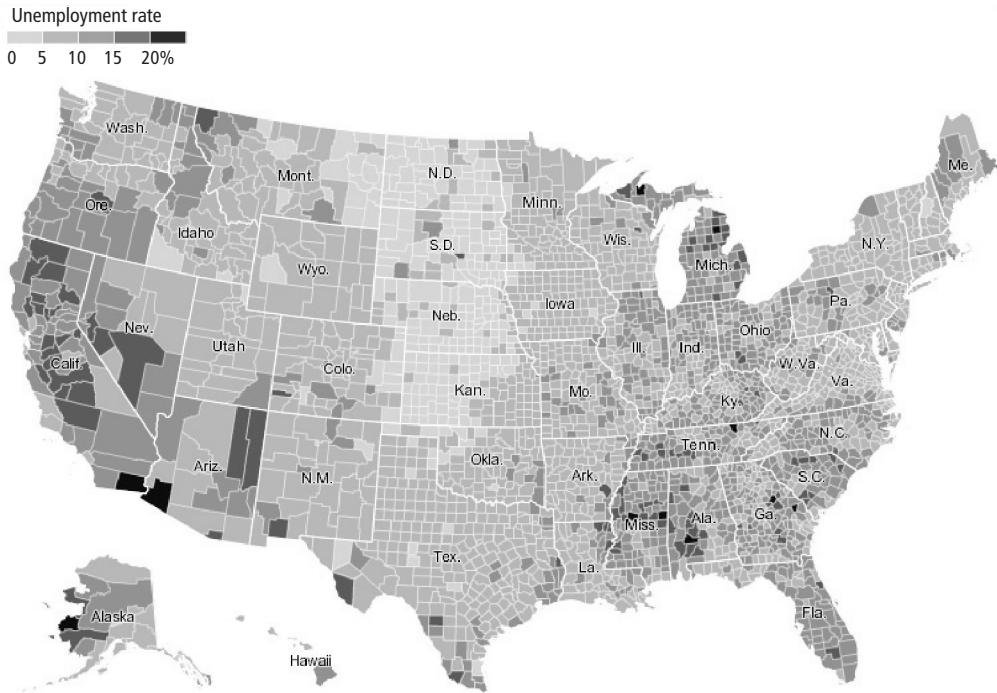 Unemployment rate
0 5 10 15 20%
Wash.
Me.
Mont.
N.D.
Minn.
Ore.
Idaho
S.D.
Wis.
N.Y.
Wyo.
Mich.
Iowa
Pa.
Neb.
Nev.
Ohio
Utah
Ill.
Ind.
Calif.
Colo.
W.Va.
Va.
Kan.
Mo.
Ky.
N.C.
Tenn.
Okla.
Ariz.
N.M.
Ark.
S.C.
Miss.
Ala.
Ga.
Tex.
La.
Fla.
Alaska
Hawaii